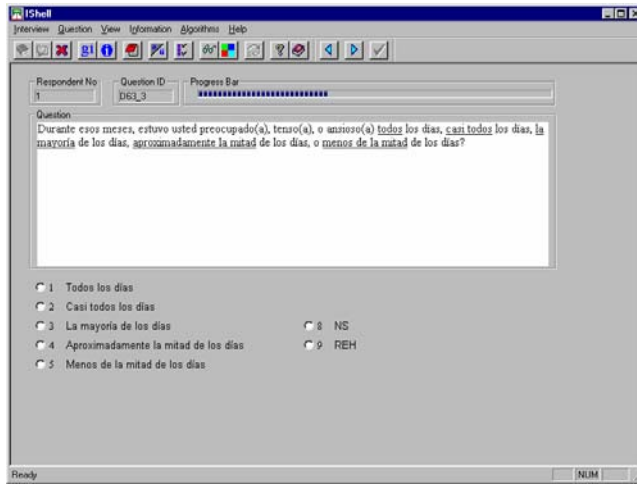 IShell
Interview Question View Information Algorithms Help
Respondent No
Question ID
Progress Bar
1
D63_3
Question
Durante esos meses, estuvo usted preocupado(a), tenso(a), o ansioso(a) todos los días, casi todos los días, la
mayoría de los días, aproximadamente la mitad de los días, o menos de la mitad de los días?
1 Todos los días
2 Casi todos los días
3 La mayoría de los días
8 NS
4 Aproximadamente la mitad de los días
9 REH
5 Menos de la mitad de los días
Ready
NUM